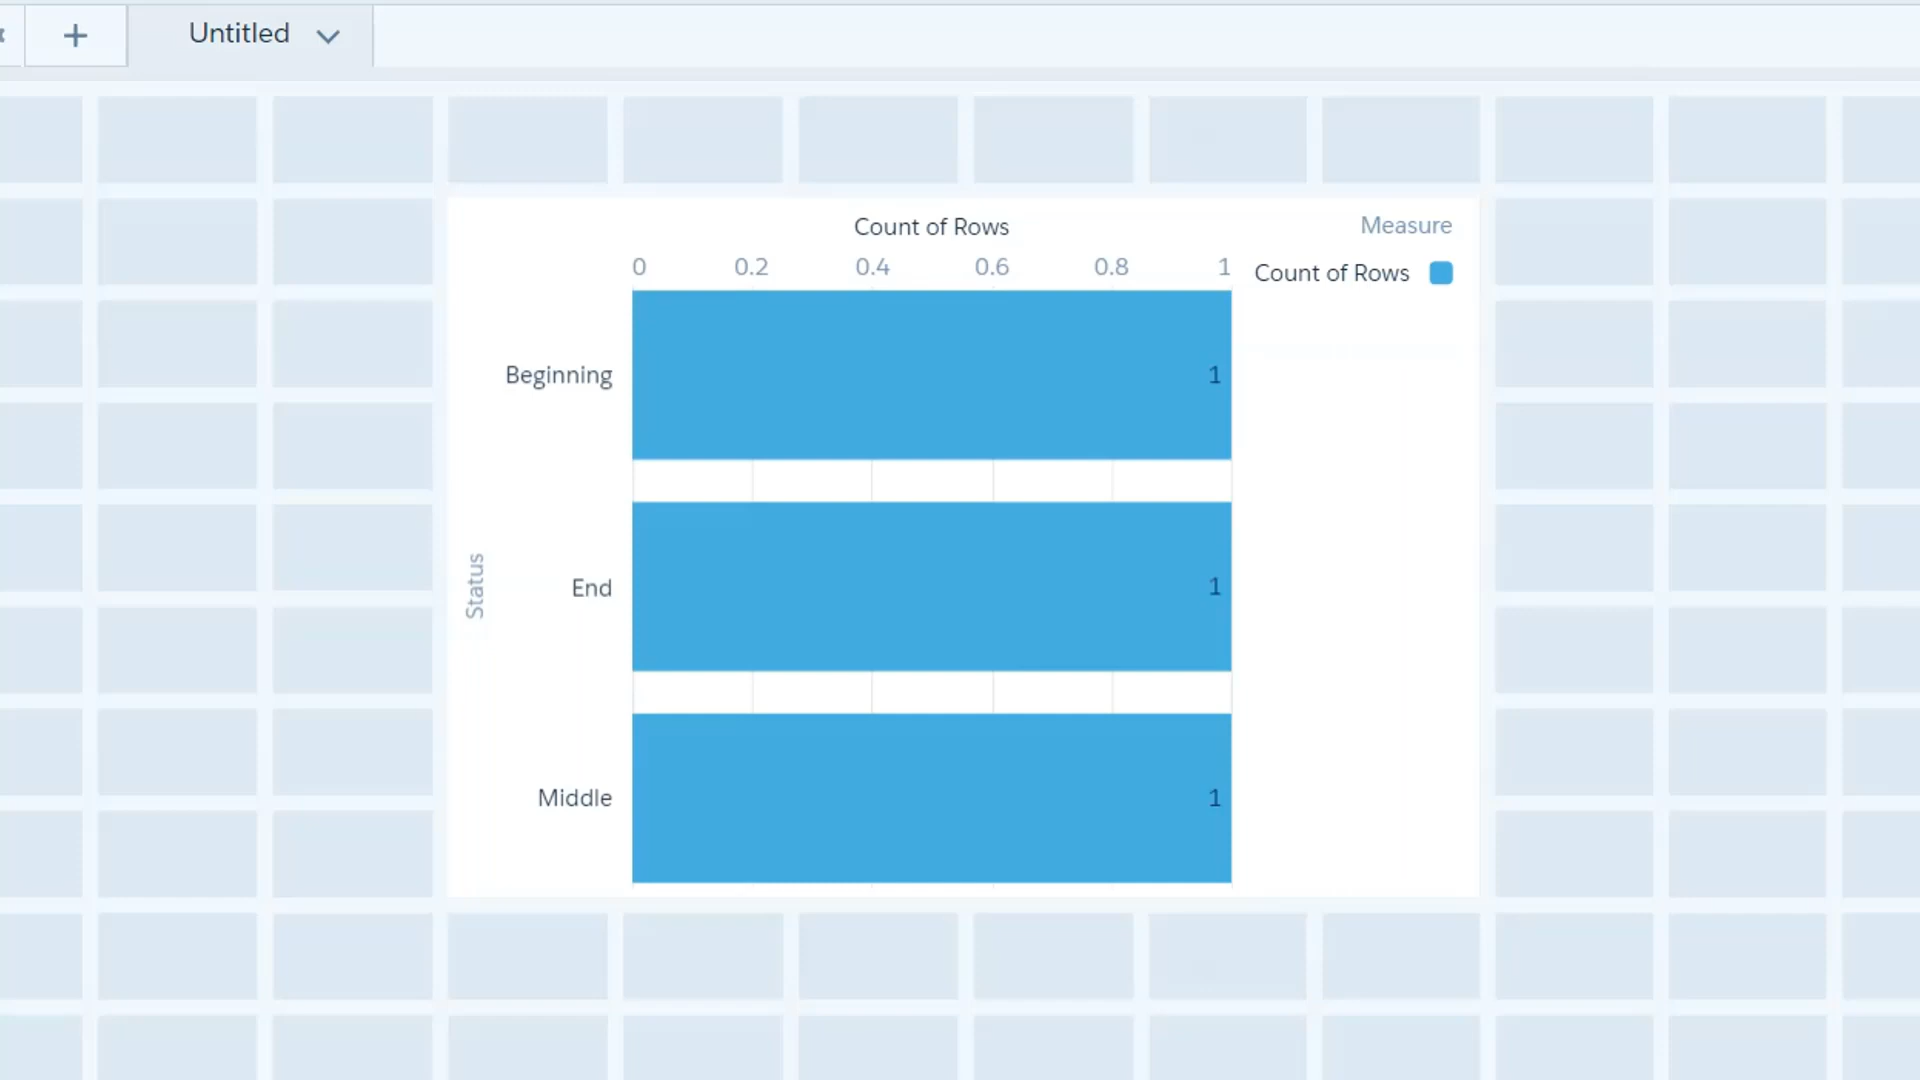 Untitled
Count of Rows
Measure
0 0.2 0.4 0.6 0.8 1
Count of Rows
Beginning 1
Status
End 1
Middle 1